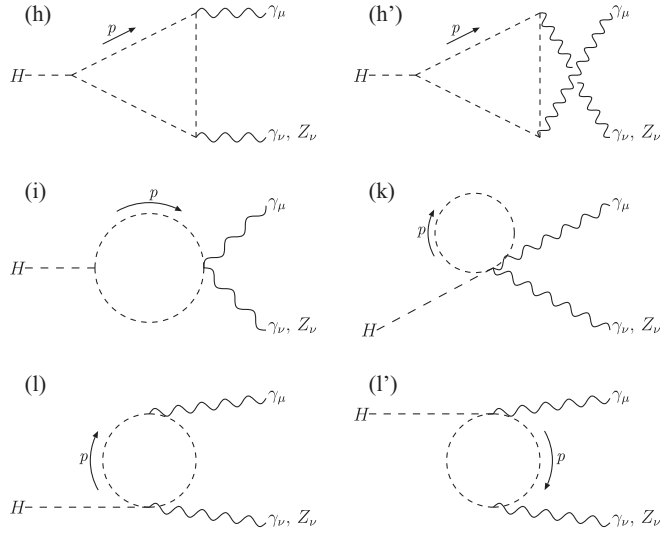 (h)
p
γμ
H
γν, Zν
(h’)
p
γμ
H
γν, Zν
(i)
p
γμ
H
γν, Zν
(k)
γμ
p
H
γν, Zν
(l)
γμ
p
H
γν, Zν
(l’)
H
γμ
p
γν, Zν